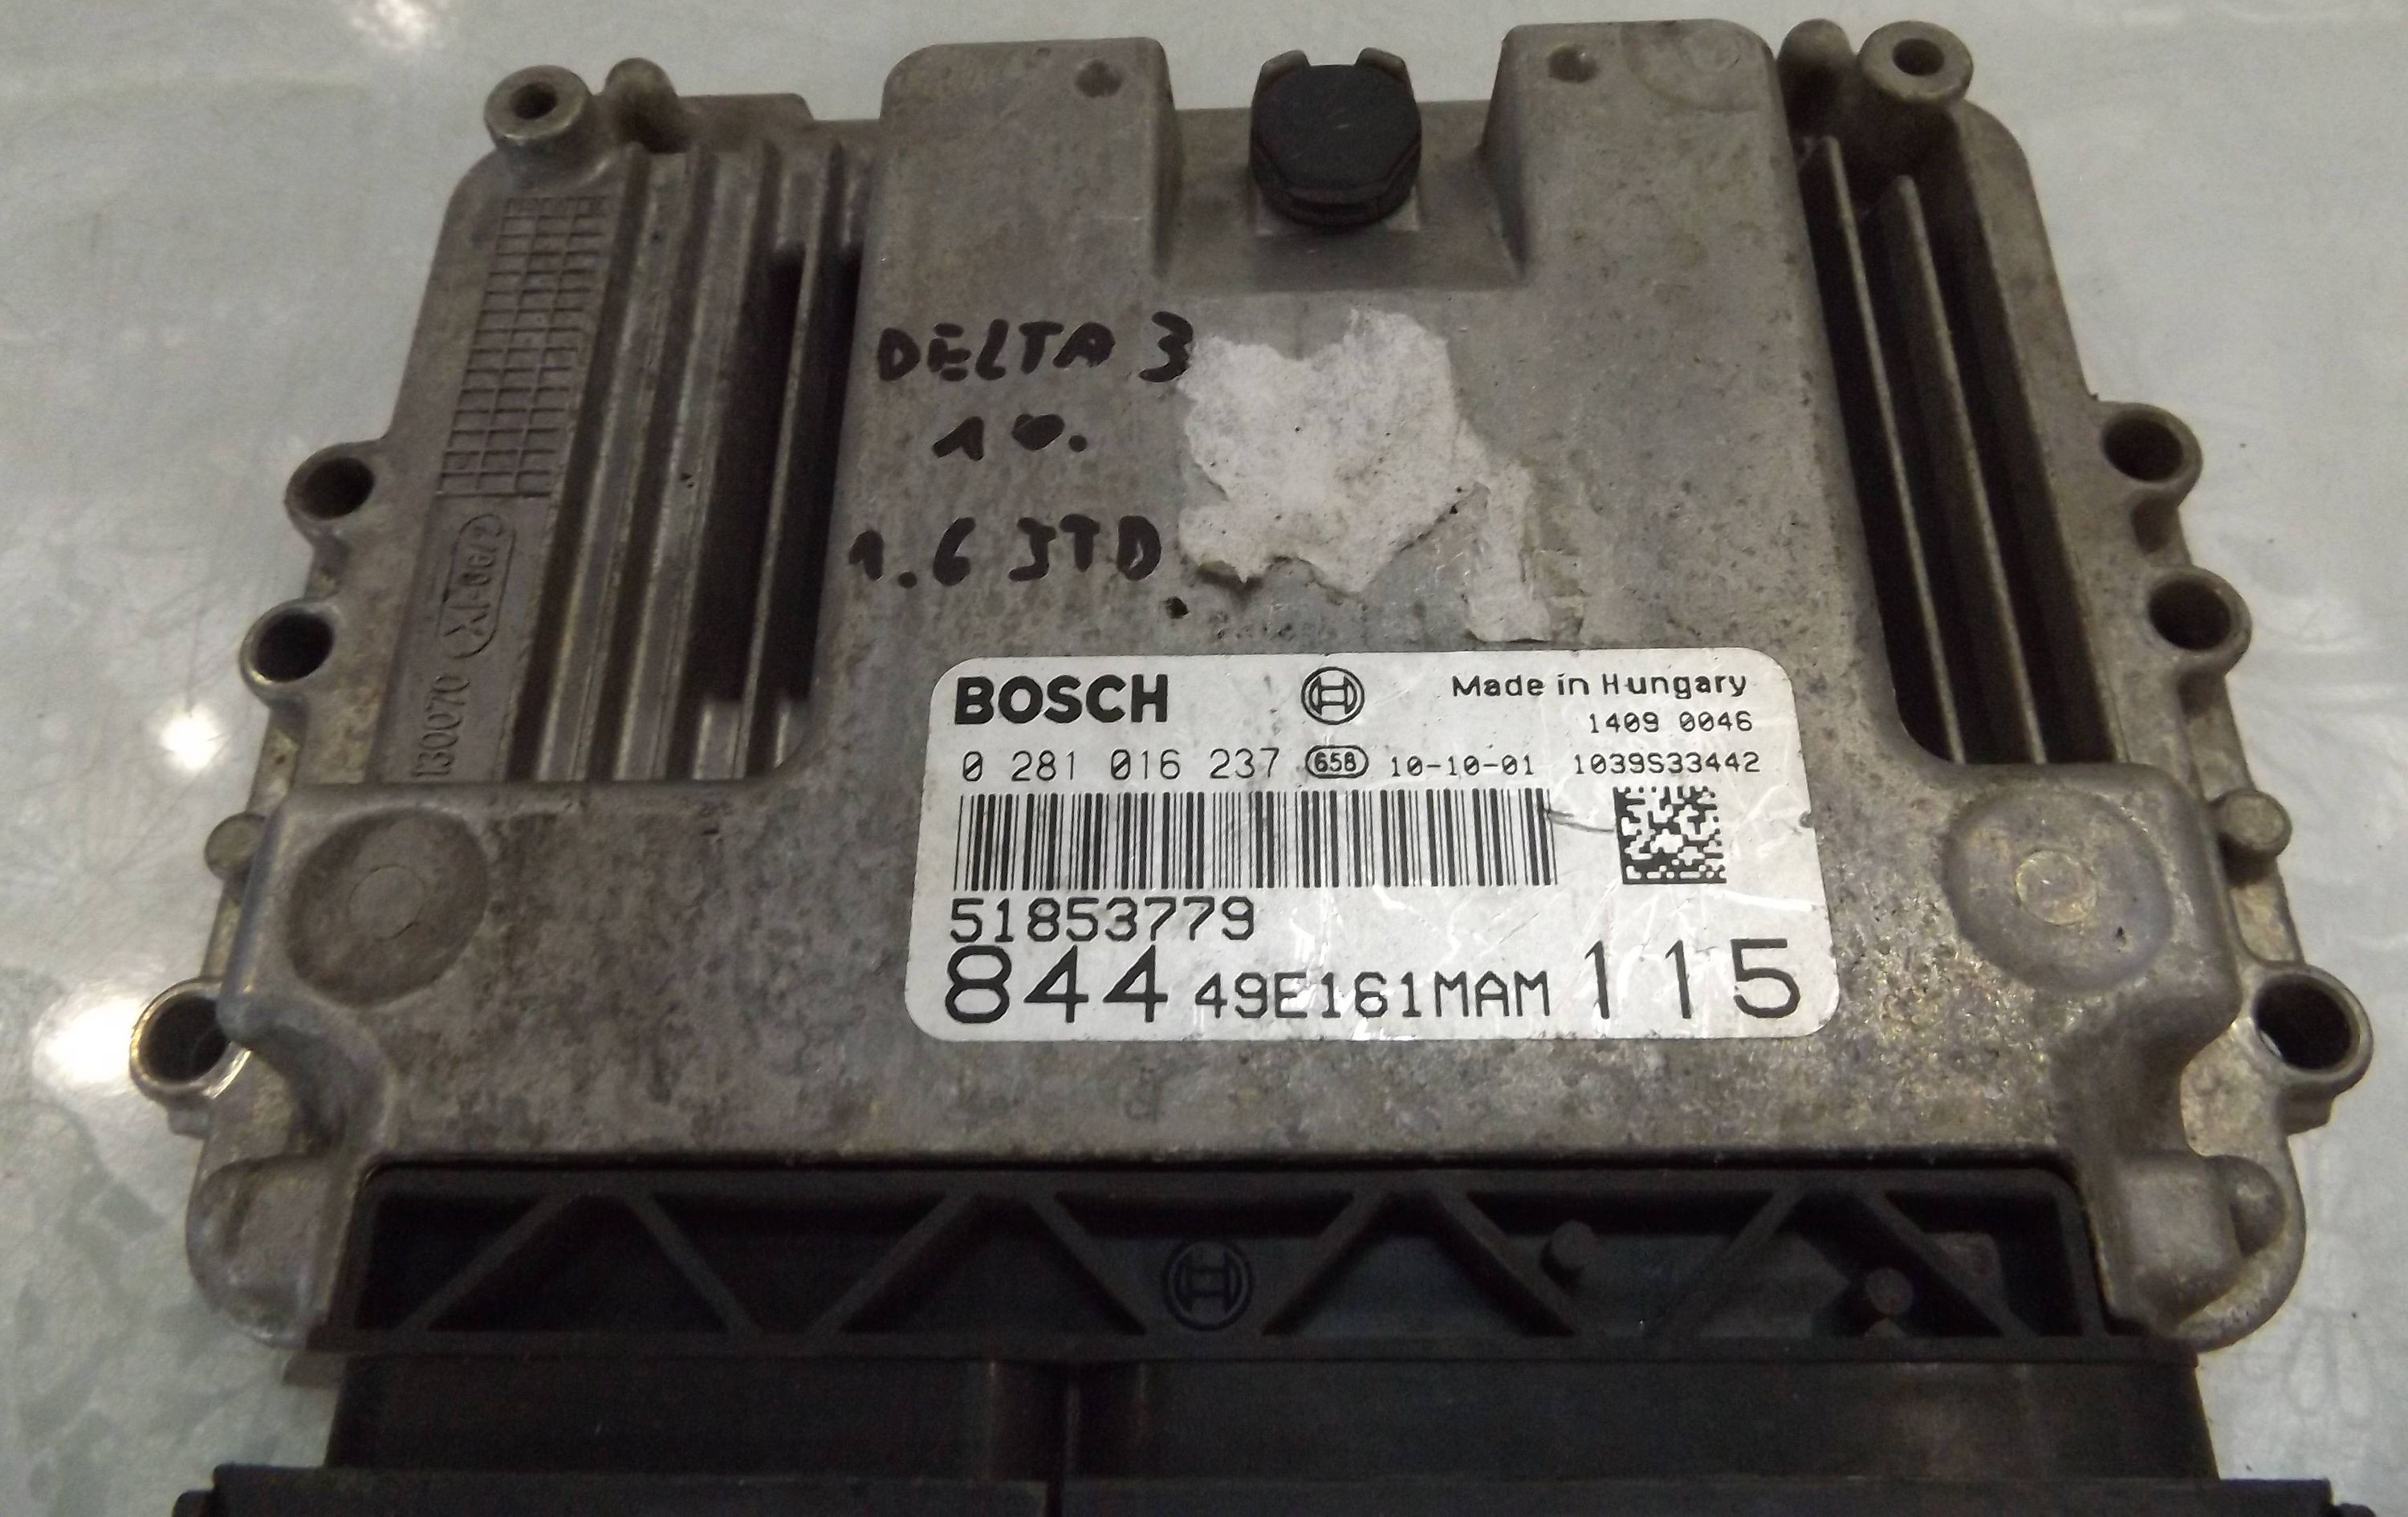 DELTA 3
10.
1.6 JTD
130070
BOSCH
Made in Hungary
1409 0046
0 281 016 237 658 10-10-01 1039S33442
51853779
844 49E161MAM 115